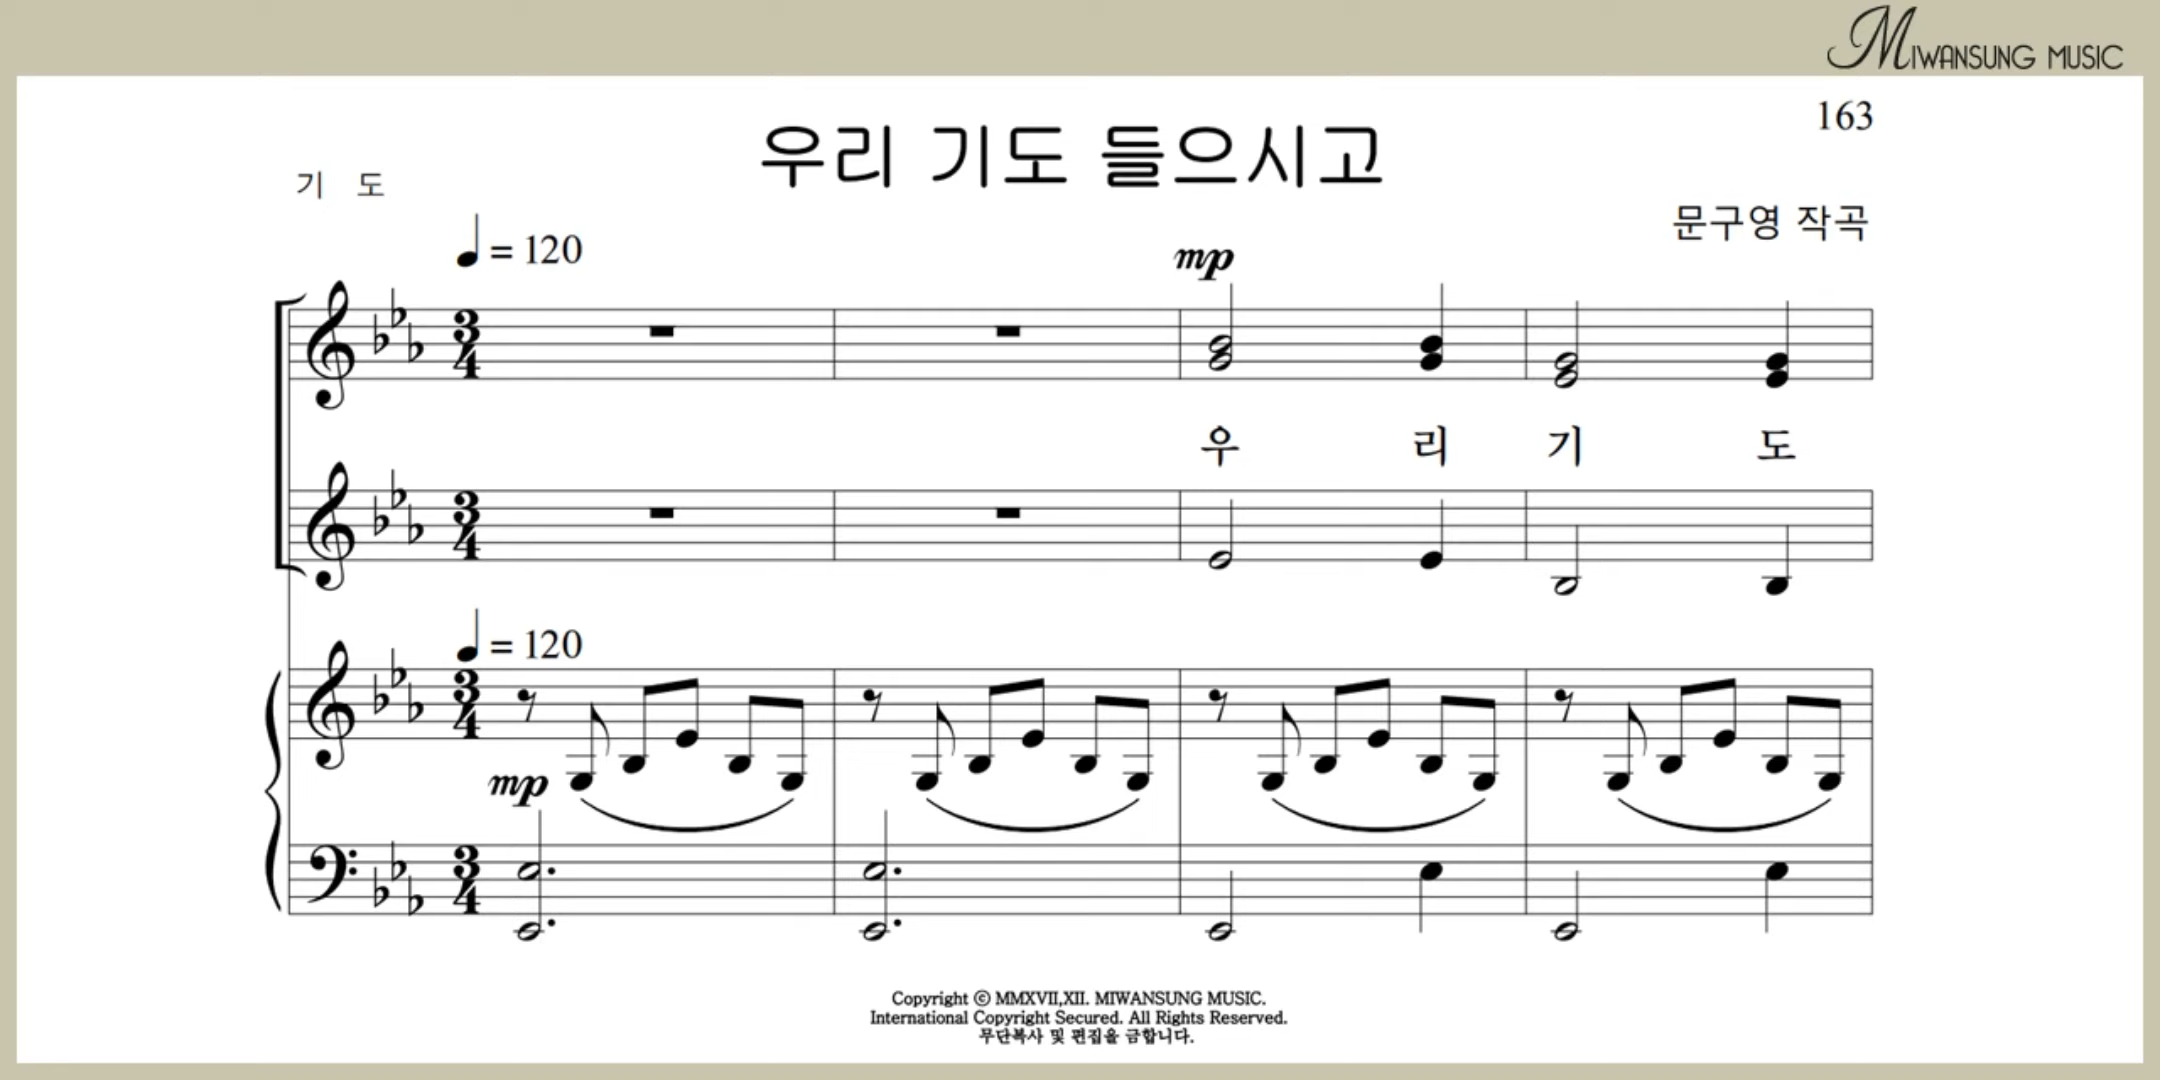 MIWANSUNG MUSIC
163
우리 기도 들으시고
기 도
문구영 작곡
= 120
mp
우 리 기 도
= 120
mp
Copyright ⓒ MMXVII,XII. MIWANSUNG MUSIC.
International Copyright Secured. All Rights Reserved.
무단복사 및 편집을 금합니다.